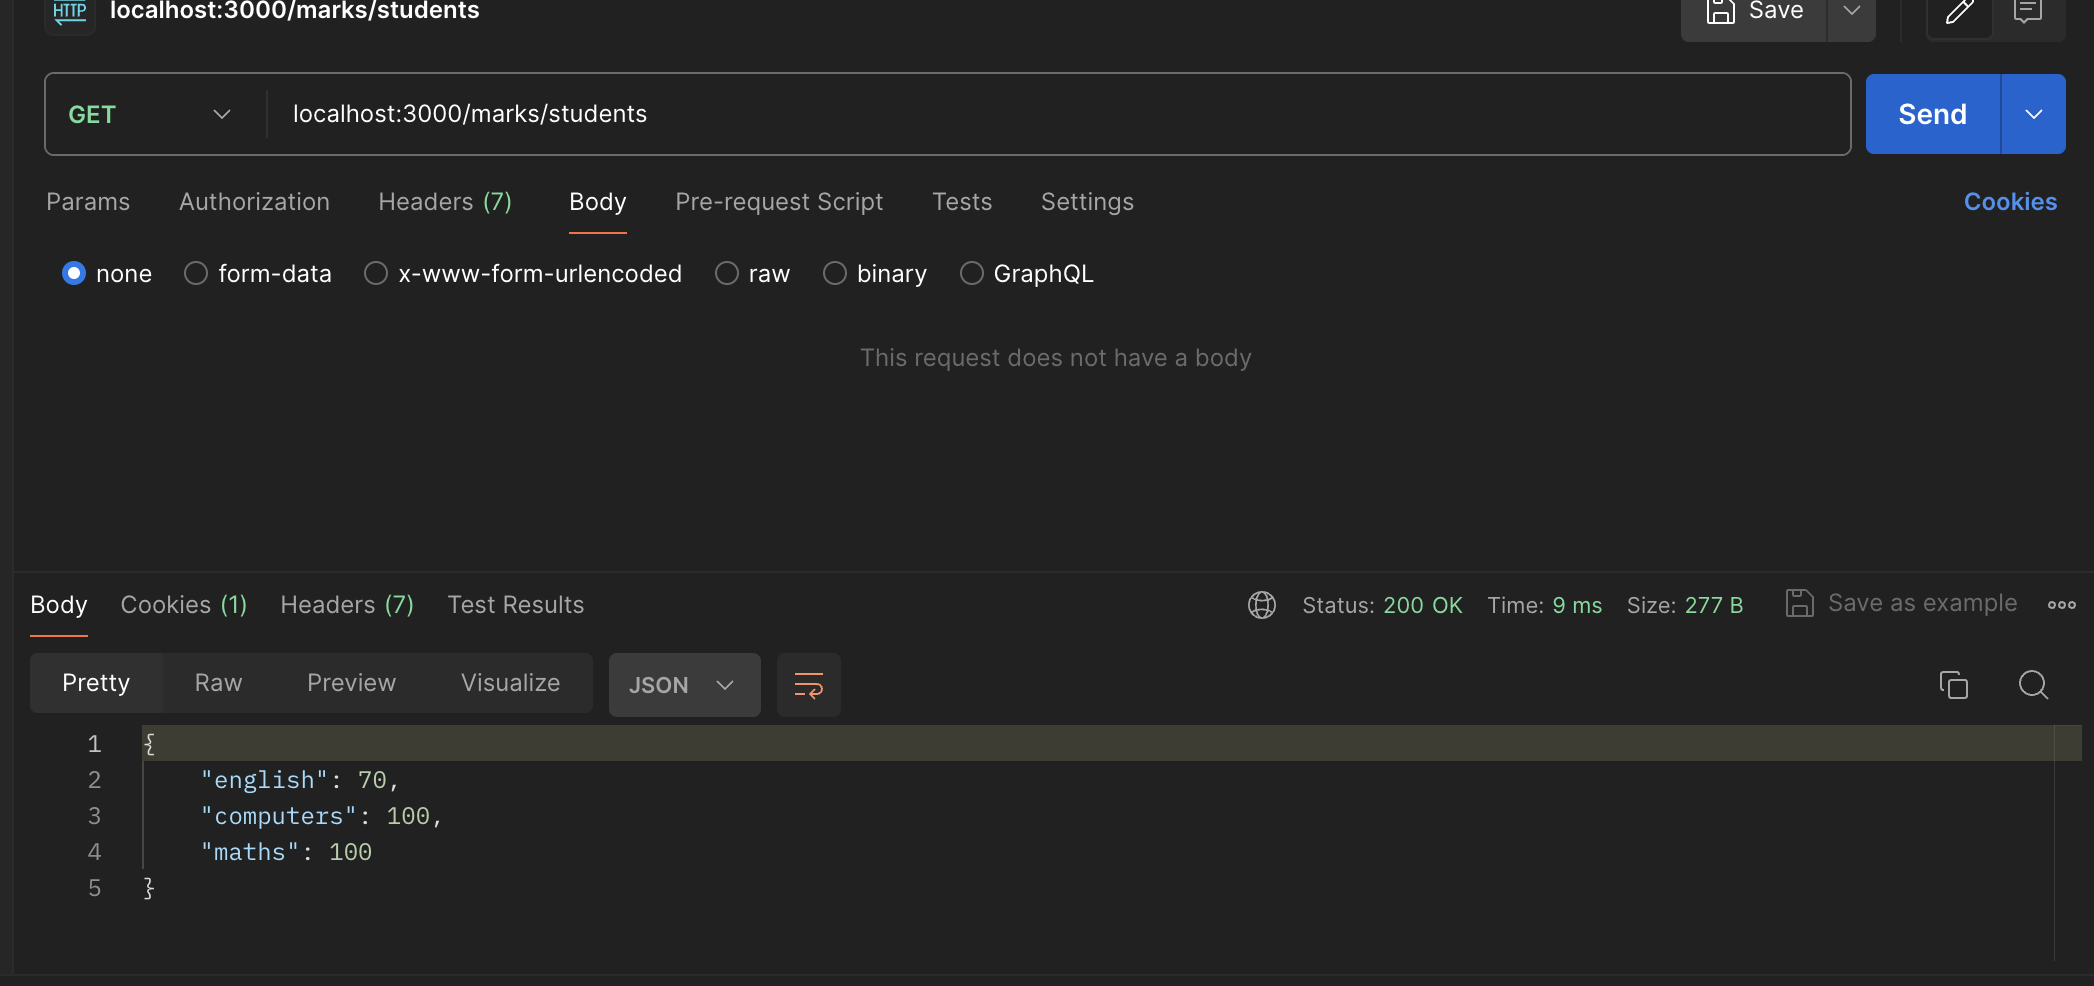 HTTP localhost:3000/marks/students Save
GET localhost:3000/marks/students Send
Params Authorization Headers (7) Body Pre-request Script Tests Settings Cookies
none form-data x-www-form-urlencoded raw binary GraphQL
This request does not have a body
Body Cookies (1) Headers (7) Test Results Status: 200 OK Time: 9 ms Size: 277 B Save as example
Pretty Raw Preview Visualize JSON
1 {
2 "english": 70,
3 "computers": 100,
4 "maths": 100
5 }